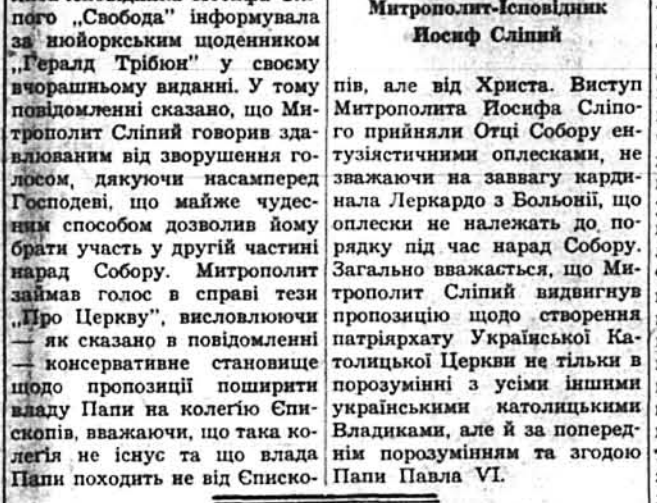 пого „Свобода” інформувала
за нюйоркським щоденником
„Гералд Трібюн” у своєму
вчорашньому виданні. У тому
повідомленні сказано, що Ми-
трополит Сліпий говорив зда-
влюваним від зворушення го-
лосом, дякуючи насамперед
Господеві, що майже чудес-
ним способом дозволив йому
брати участь у другій частині
нарад Собору. Митрополит
займав голос в справі тези
„Про Церкву”, висловлюючи
— як сказано в повідомленні
— консервативне становище
щодо пропозиції поширити
владу Папи на колегію Єпи-
скопів, вважаючи, що така ко-
легія не існує та що влада
Папи походить не від Єписко-
Митрополит-Ісповідник
Йосиф Сліпий
пів, але від Христа. Виступ
Митрополита Йосифа Сліпо-
го прийняли Отці Собору ен-
тузіястичними оплесками, не
зважаючи на заввагу карди-
нала Леркардо з Больонії, що
оплески не належать до по-
рядку під час нарад Собору.
Загально вважається, що Ми-
трополит Сліпий видвигнув
пропозицію щодо створення
патріярхату Української Ка-
толицької Церкви не тільки в
порозумінні з усіми іншими
українськими католицькими
Владиками, але й за поперед-
нім порозумінням та згодою
Папи Павла VI.